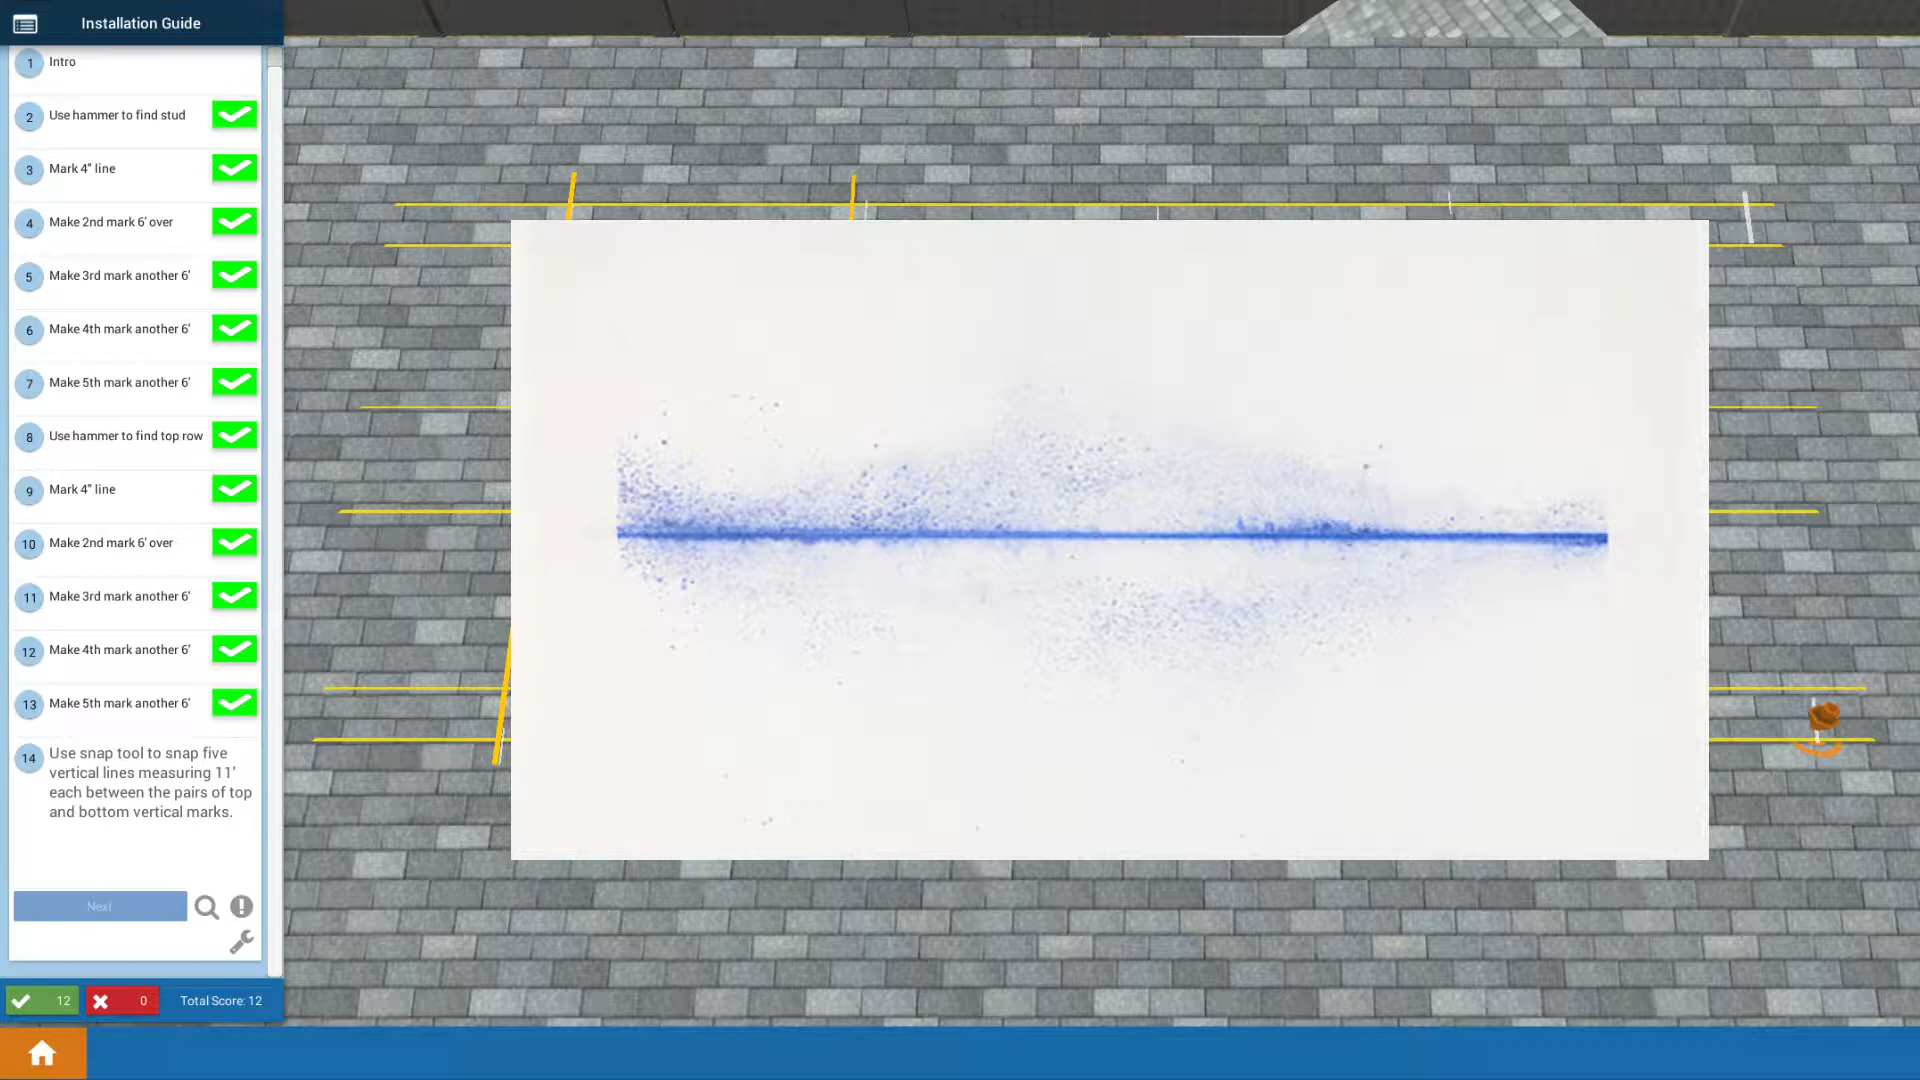 Installation Guide
1 Intro
2 Use hammer to find stud
3 Mark 4" line
4 Make 2nd mark 6' over
5 Make 3rd mark another 6'
6 Make 4th mark another 6'
7 Make 5th mark another 6'
8 Use hammer to find top row
9 Mark 4" line
10 Make 2nd mark 6' over
11 Make 3rd mark another 6'
12 Make 4th mark another 6'
13 Make 5th mark another 6'
14 Use snap tool to snap five
vertical lines measuring 11'
each between the pairs of top
and bottom vertical marks.
Next
12 0 Total Score: 12